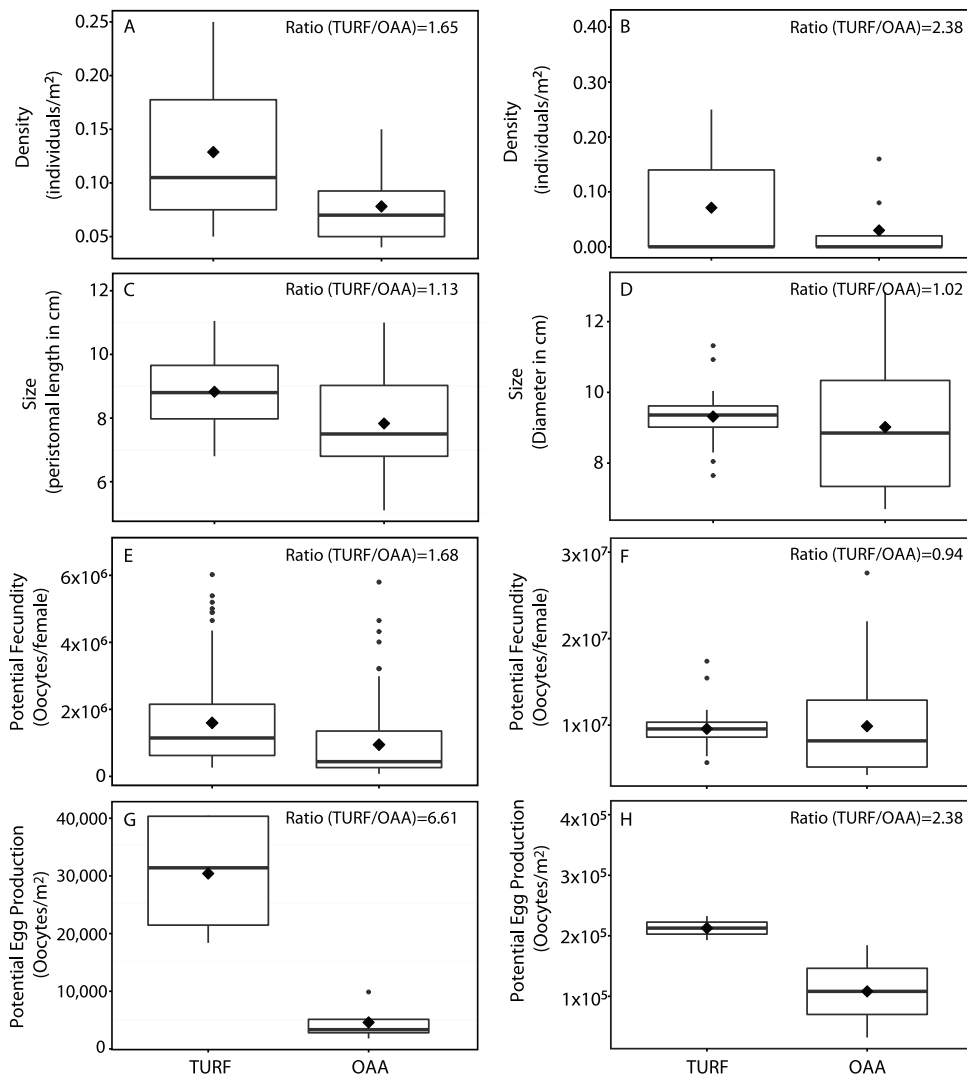 A
Ratio (TURF/OAA)=1.65
Density
(individuals/m²)
0.25
0.20
0.15
0.10
0.05
B
Ratio (TURF/OAA)=2.38
Density
(individuals/m²)
0.40
0.30
0.20
0.10
0.00
C
Ratio (TURF/OAA)=1.13
Size
(peristomal length in cm)
12
10
8
6
D
Ratio (TURF/OAA)=1.02
Size
(Diameter in cm)
12
10
8
E
Ratio (TURF/OAA)=1.68
Potential Fecundity
(Oocytes/female)
6x10⁶
4x10⁶
2x10⁶
0
F
Ratio (TURF/OAA)=0.94
Potential Fecundity
(Oocytes/female)
3x10⁷
2x10⁷
1x10⁷
G
Ratio (TURF/OAA)=6.61
Potential Egg Production
(Oocytes/m²)
40,000
30,000
20,000
10,000
0
TURF
OAA
H
Ratio (TURF/OAA)=2.38
Potential Egg Production
(Oocytes/m²)
4x10⁵
3x10⁵
2x10⁵
1x10⁵
TURF
OAA